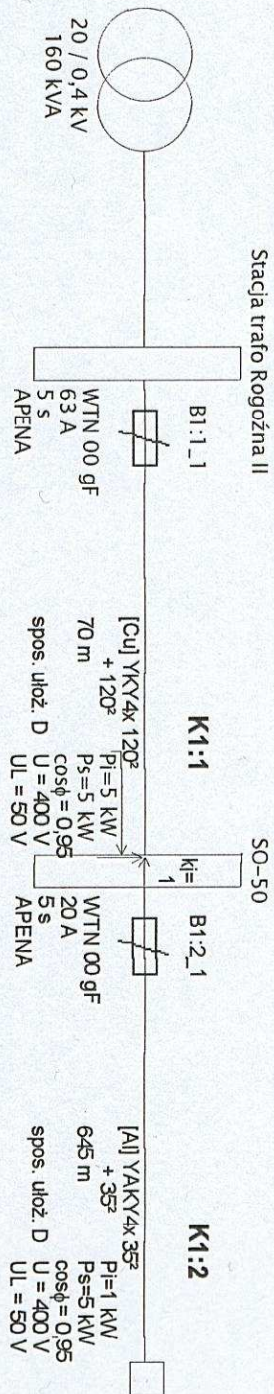 Stacja trafo Rogoźna II
20 / 0,4 kV
160 kVA
B1:1_1
WTN 00 gF
63 A
5 s
APENA
K1:1
[Cu] YKY4x 120²
+ 120²
70 m
spos. ułoż. D
Pi=5 kW
Ps=5 kW
cosϕ= 0,95
U = 400 V
UL = 50 V
SO-50
kj=
1
B1:2_1
WTN 00 gF
20 A
5 s
APENA
K1:2
[Al] YAKY4x 35²
+ 35²
645 m
spos. ułoż. D
Pi=1 kW
Ps=5 kW
cosϕ= 0,95
U = 400 V
UL = 50 V